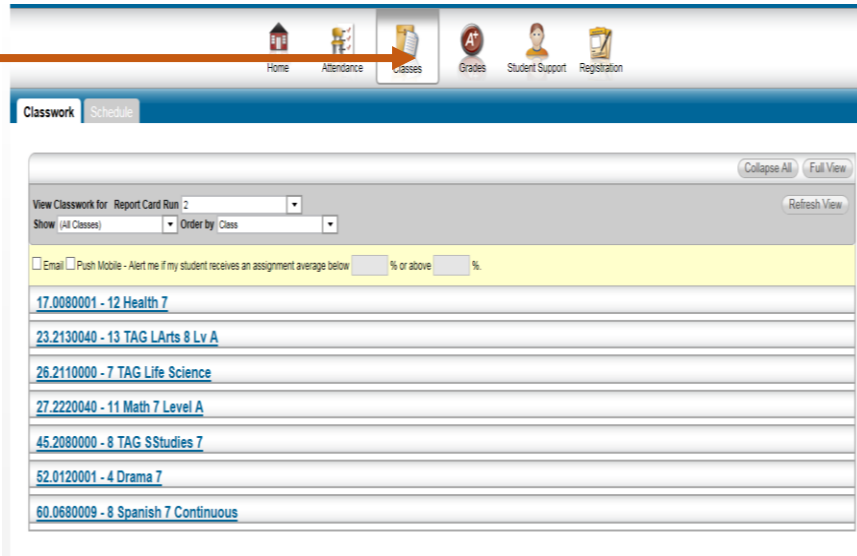 Home Attendance Classes Grades Student Support Registration
Classwork Schedule
Collapse All Full View
View Classwork for Report Card Run 2 Refresh View
Show (All Classes) Order by Class
Email Push Mobile - Alert me if my student receives an assignment average below % or above %.
17.0080001 - 12 Health 7
23.2130040 - 13 TAG LArts 8 Lv A
26.2110000 - 7 TAG Life Science
27.2220040 - 11 Math 7 Level A
45.2080000 - 8 TAG SStudies 7
52.0120001 - 4 Drama 7
60.0680009 - 8 Spanish 7 Continuous